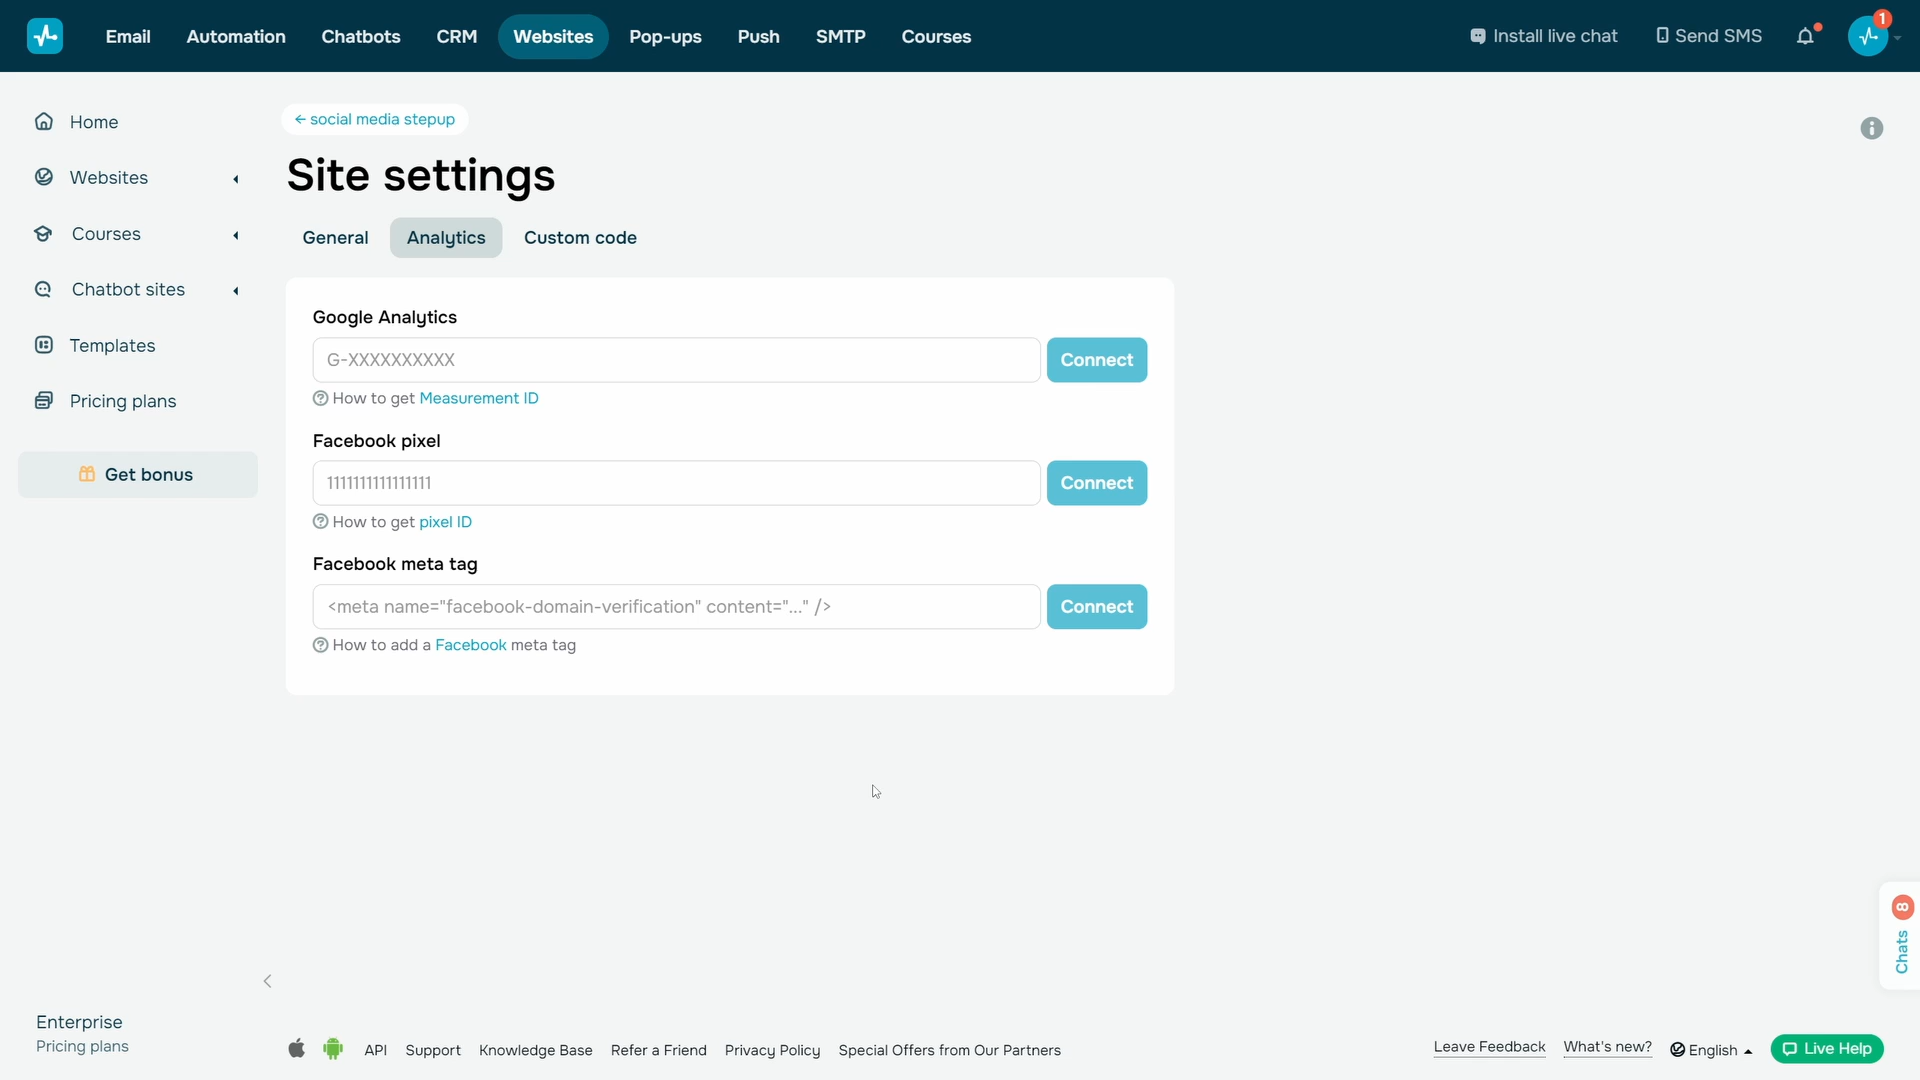 Email Automation Chatbots CRM Websites Pop-ups Push SMTP Courses Install live chat Send SMS 1
Home
Websites
Courses
Chatbot sites
Templates
Pricing plans
Get bonus
← social media stepup
Site settings
General Analytics Custom code
Google Analytics
G-XXXXXXXXXX Connect
How to get Measurement ID
Facebook pixel
1111111111111111 Connect
How to get pixel ID
Facebook meta tag
<meta name="facebook-domain-verification" content="..." /> Connect
How to add a Facebook meta tag
Chats 8
Enterprise
Pricing plans
API Support Knowledge Base Refer a Friend Privacy Policy Special Offers from Our Partners Leave Feedback What's new? English Live Help